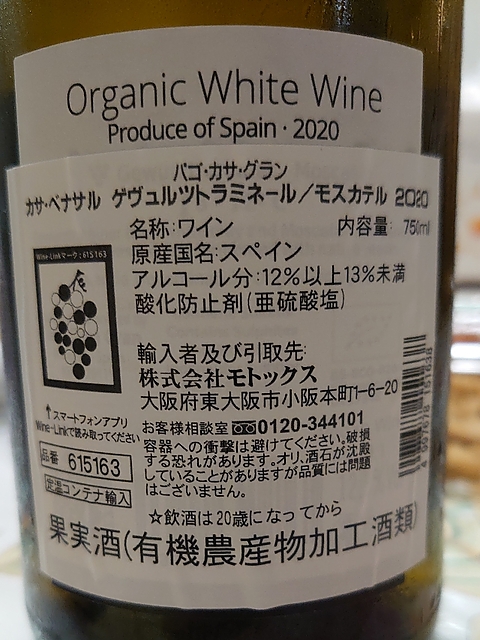 Organic White Wine
Produce of Spain · 2020
パゴ・カサ・グラン
カサ・ベナサル ゲヴュルツトラミネール／モスカテル 2020
名称:ワイン 内容量: 750ml
原産国名:スペイン
アルコール分:12%以上13%未満
酸化防止剤(亜硫酸塩)
Wine-Linkマーク:615163
輸入者及び引取先:
株式会社モトックス
大阪府東大阪市小阪本町1-6-20
↑スマートフォンアプリ
Wine-Linkで読み取ってください
お客様相談室 0120-344101
容器への衝撃は避けてください。破損
する恐れがあります。オリ、酒石が沈殿
していることがありますが品質には問題
はございません。
品番 615163
定温コンテナ輸入
☆飲酒は20歳になってから
果実酒(有機農産物加工酒類)